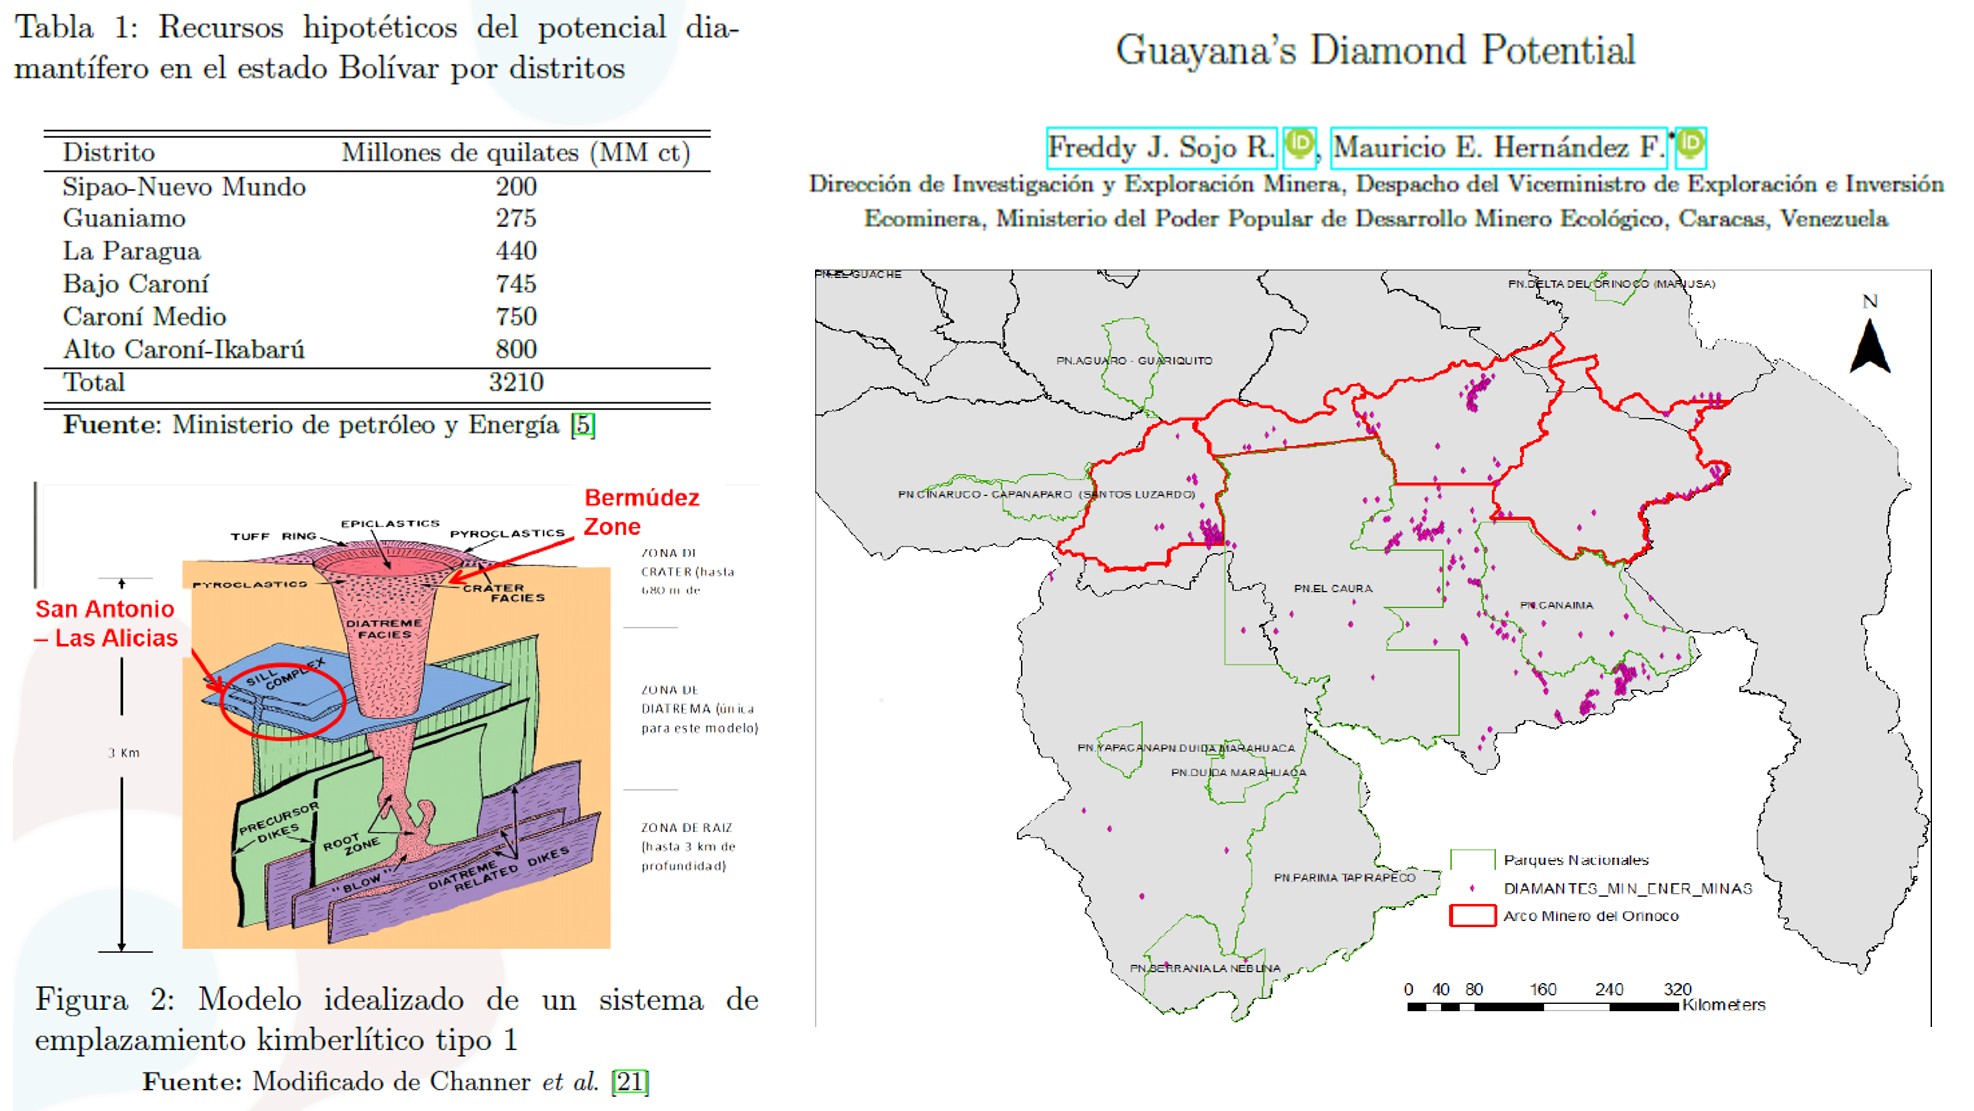 Tabla 1: Recursos hipotéticos del potencial dia-
mantífero en el estado Bolívar por distritos
Distrito Millones de quilates (MM ct)
Sipao-Nuevo Mundo 200
Guaniamo 275
La Paragua 440
Bajo Caroní 745
Caroní Medio 750
Alto Caroní-Ikabarú 800
Total 3210
Fuente: Ministerio de petróleo y Energía [5]
Bermúdez
Zone
EPICLASTICS
TUFF RING
PYROCLASTICS
PYROCLASTICS
CRATER
FACIES
ZONA DE
CRATER (hasta
680 m de
San Antonio
– Las Alicias
DIATREME
FACIES
SILL
COMPLEX
ZONA DE
DIATREMA (única
para este modelo)
3 Km
PRECURSOR
DIKES
ROOT
ZONE
"BLOW"
DIATREME
RELATED DIKES
ZONA DE RAIZ
(hasta 3 km de
profundidad)
Figura 2: Modelo idealizado de un sistema de
emplazamiento kimberlítico tipo 1
Fuente: Modificado de Channer et al. [21]
Guayana's Diamond Potential
Freddy J. Sojo R. iD, Mauricio E. Hernández F.* iD
Dirección de Investigación y Exploración Minera, Despacho del Viceministro de Exploración e Inversión
Ecominera, Ministerio del Poder Popular de Desarrollo Minero Ecológico, Caracas, Venezuela
PN.EL GUACHE
PN.DELTA DEL ORINOCO (MARIUSA)
N
PN.AGUARO - GUARIQUITO
PN.CINARUCO - CAPANAPARO (SANTOS LUZARDO)
PN.EL CAURA
PN.CANAIMA
PN.YAPACANA
PN.DUIDA MARAHUACA
PN.DUIDA MARAHUACA
PN.PARIMA TAPIRAPECO
PN.SERRANIA LA NEBLINA
Parques Nacionales
DIAMANTES_MIN_ENER_MINAS
Arco Minero del Orinoco
0 40 80 160 240 320
Kilometers